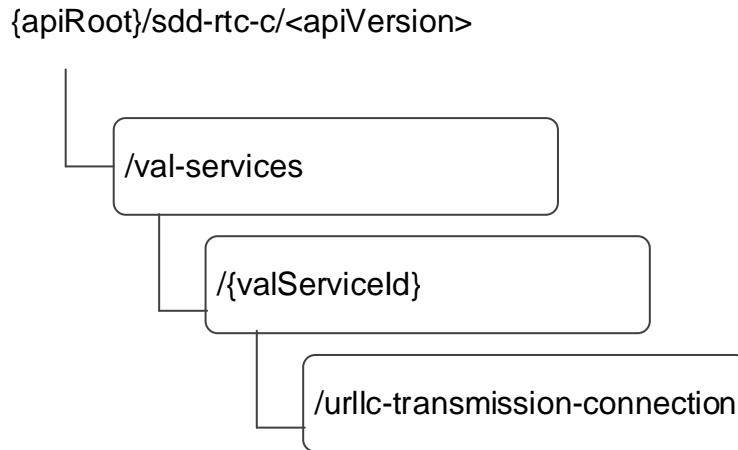 {apiRoot}/sdd-rtc-c/<apiVersion>
/val-services
/{valServiceId}
/urllc-transmission-connection